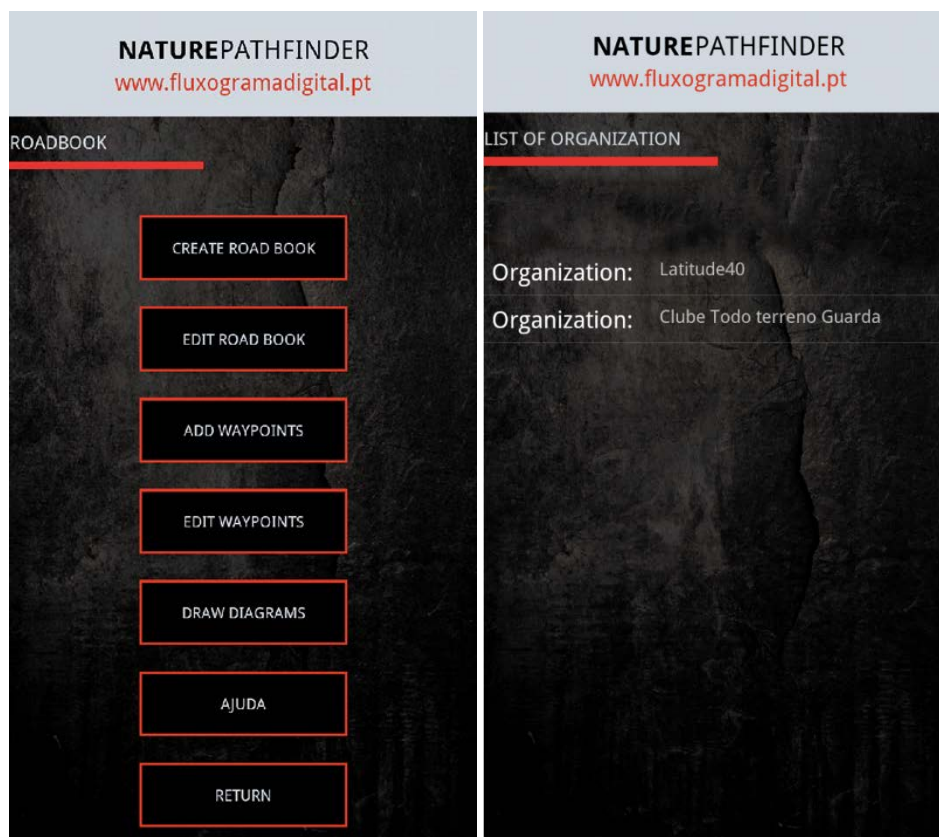 NATUREPATHFINDER
www.fluxogramadigital.pt
ROADBOOK
CREATE ROAD BOOK
EDIT ROAD BOOK
ADD WAYPOINTS
EDIT WAYPOINTS
DRAW DIAGRAMS
AJUDA
RETURN
NATUREPATHFINDER
www.fluxogramadigital.pt
LIST OF ORGANIZATION
Organization: Latitude40
Organization: Clube Todo terreno Guarda